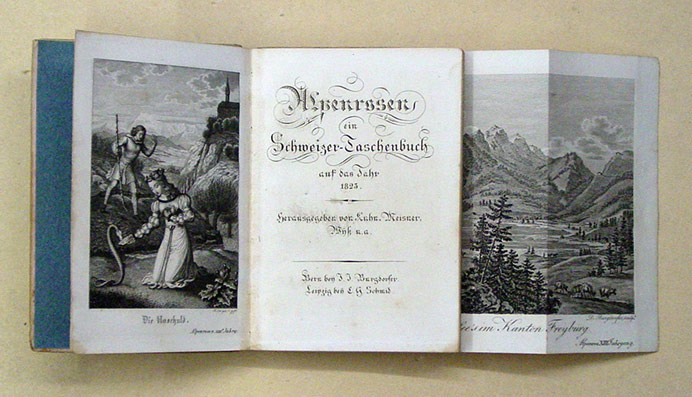 Die Unschuld.
Alpenrosen
ein
Schweizer-Taschenbuch
auf das Jahr
1823.
Herausgegeben von Kuhn, Meisner,
Wyß u.a.
Bern bey J. J. Burgdorfer
Leipzig bey C. G. Schmid
im Kanton Freyburg